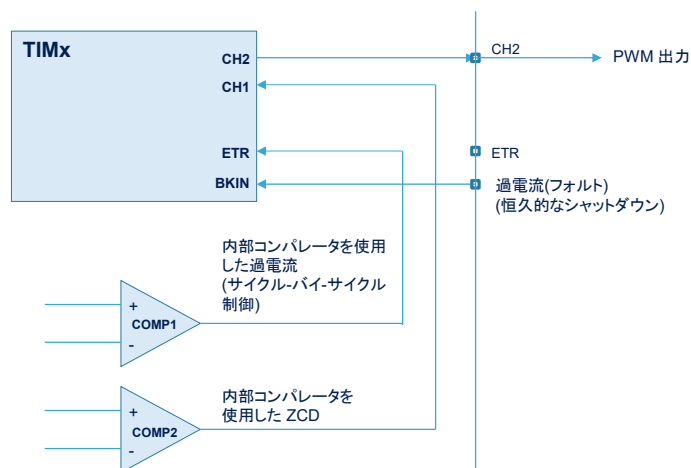 TIMx
CH2
CH2
PWM 出力
CH1
ETR
ETR
BKIN
過電流(フォルト)
(恒久的なシャットダウン)
内部コンパレータを使用
した過電流
(サイクル-バイ-サイクル
制御)
+
COMP1
-
内部コンパレータを
使用した ZCD
+
COMP2
-